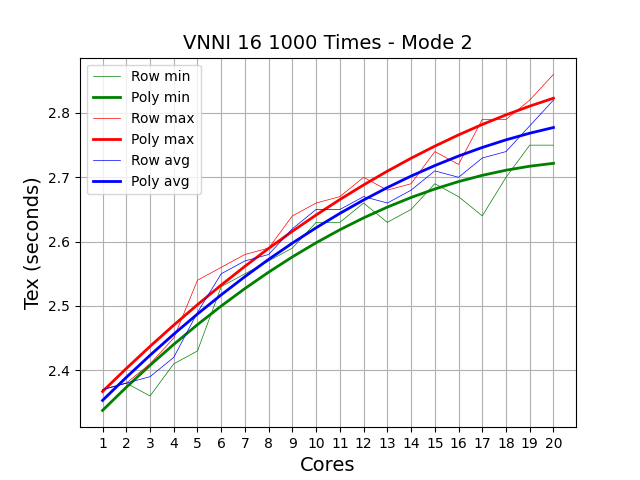 VNNI 16 1000 Times - Mode 2
Row min
Poly min
Row max
Poly max
Row avg
Poly avg
Tex (seconds)
2.8
2.7
2.6
2.5
2.4
1 2 3 4 5 6 7 8 9 10 11 12 13 14 15 16 17 18 19 20
Cores